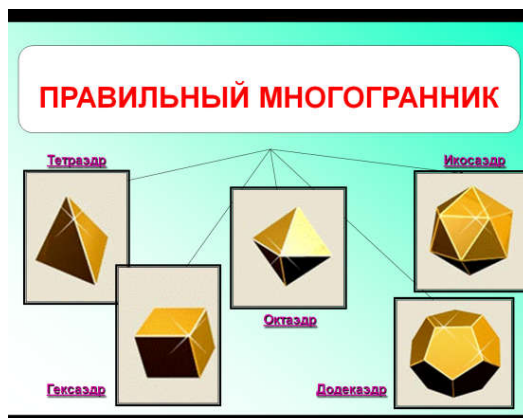 ПРАВИЛЬНЫЙ МНОГОГРАННИК
Тетраэдр
Икосаэдр
Октаэдр
Гексаэдр
Додекаэдр